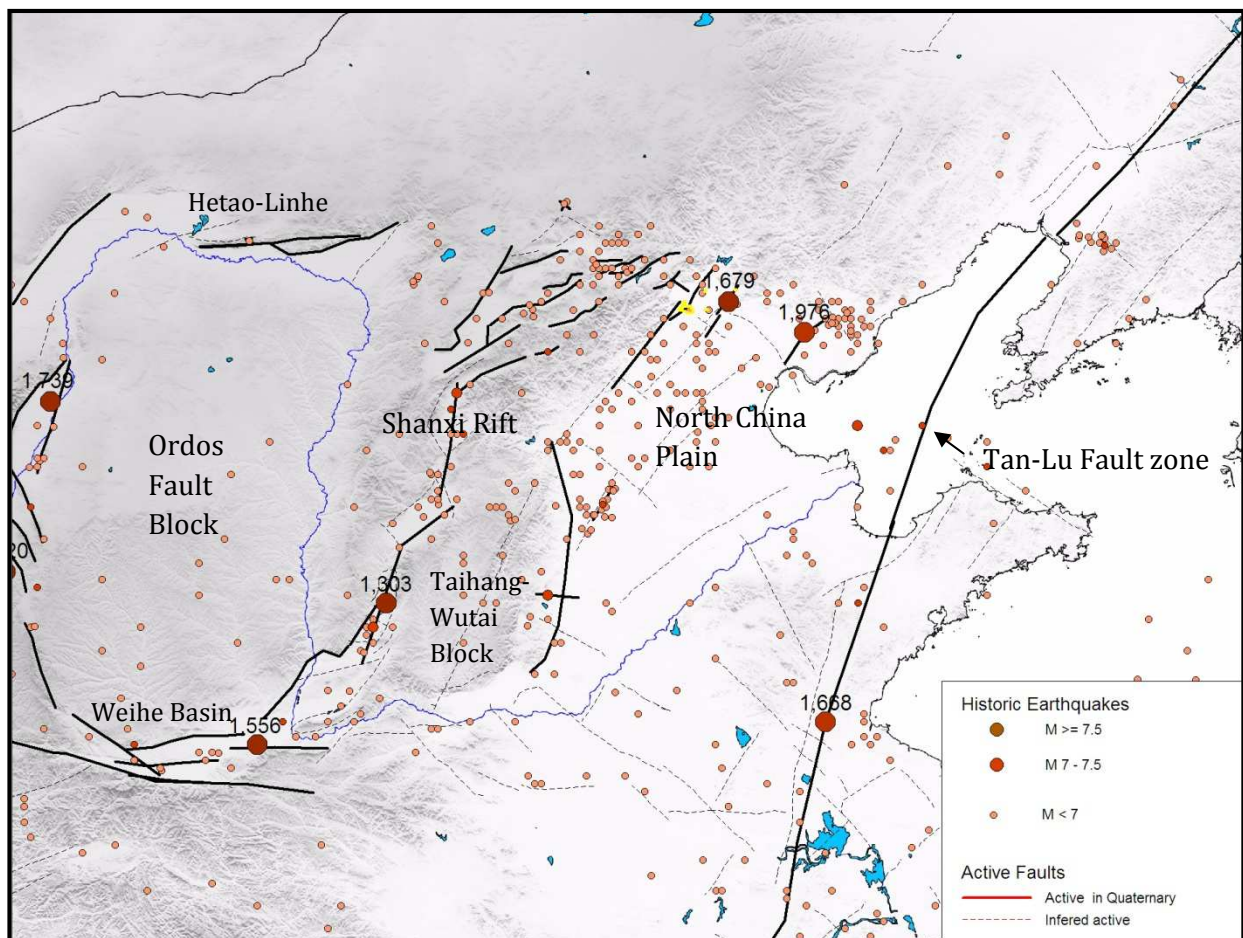 Hetao-Linhe
1,679
1,976
1,739
Shanxi Rift
North China
Plain
Ordos
Fault
Block
Tan-Lu Fault zone
20
1,303
Taihang-
Wutai
Block
Weihe Basin
1,556
1,668
Historic Earthquakes
M >= 7.5
M 7 - 7.5
M < 7
Active Faults
Active in Quaternary
Infered active